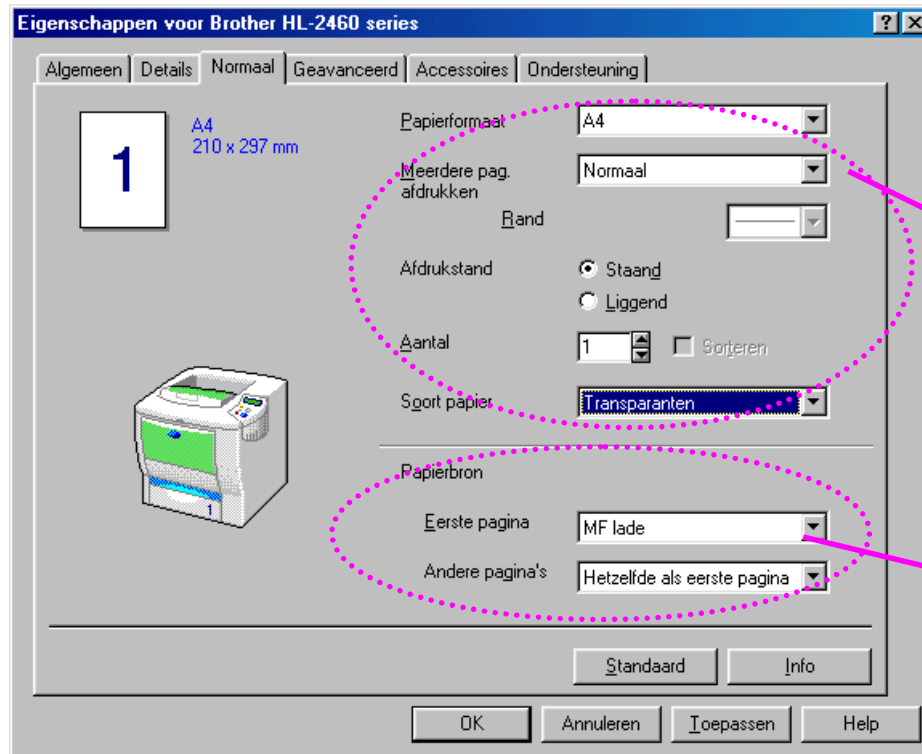 Eigenschappen voor Brother HL-2460 series
Algemeen Details Normaal Geavanceerd Accessoires Ondersteuning
1
A4
210 x 297 mm
Papierformaat A4
Meerdere pag. Normaal
afdrukken
Rand
Afdrukstand Staand
Liggend
Aantal 1 Sorteren
Soort papier Transparanten
Papierbron
Eerste pagina MF lade
Andere pagina's Hetzelfde als eerste pagina
1
Standaard Info
OK Annuleren Toepassen Help